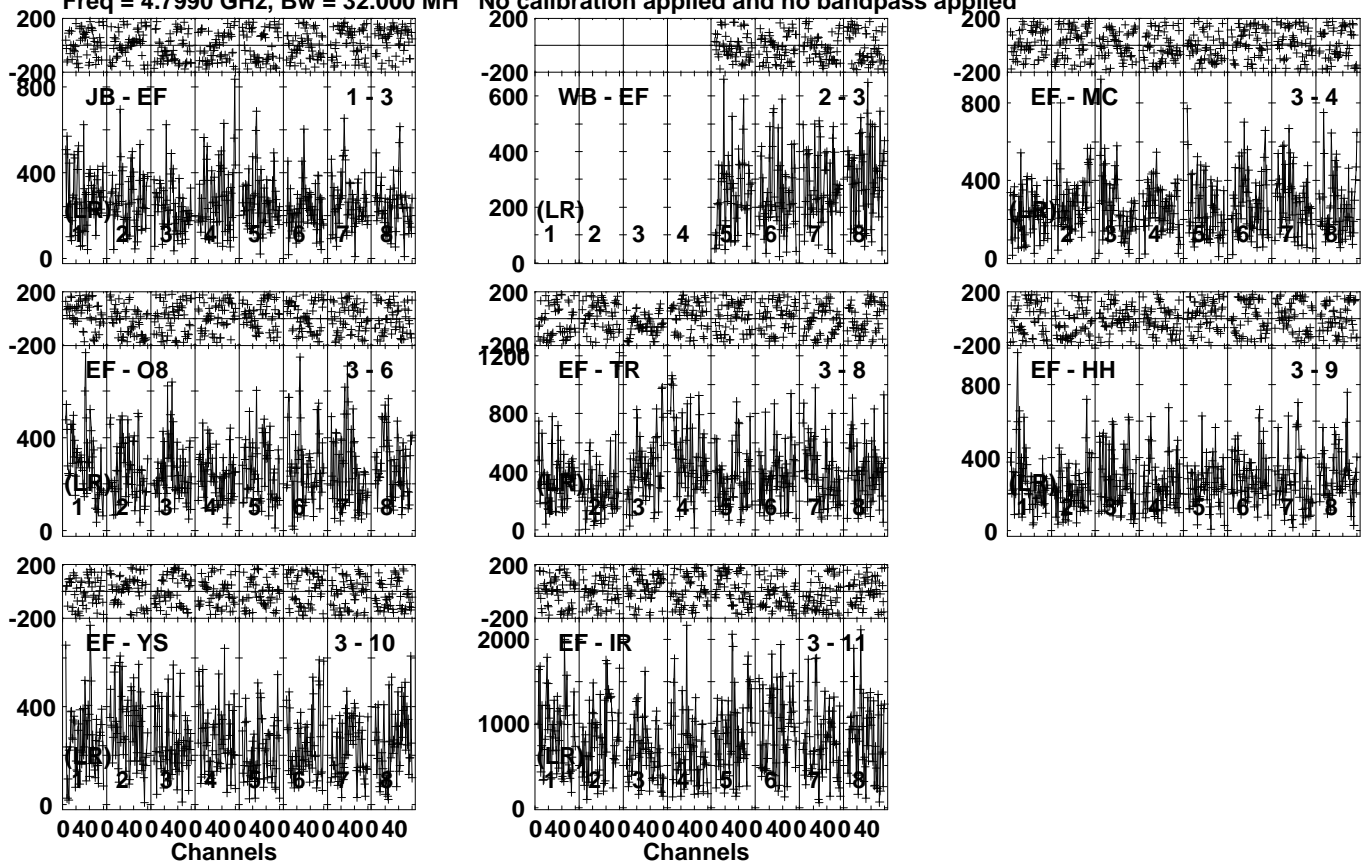 Freq = 4.7990 GHz, Bw = 32.000 MH No calibration applied and no bandpass applied
200
-200
800
400
0
JB - EF 1 - 3
(LR)
1 2 3 4 5 6 7 8
200
-200
600
400
200
0
WB - EF 2 - 3
(LR)
1 2 3 4 5 6 7 8
200
-200
800
400
0
EF - MC 3 - 4
(LR)
1 2 3 4 5 6 7 8
200
-200
400
0
EF - O8 3 - 6
(LR)
1 2 3 4 5 6 7 8
200
-200
1200
800
400
0
EF - TR 3 - 8
(LR)
1 2 3 4 5 6 7 8
200
-200
800
400
0
EF - HH 3 - 9
(LR)
1 2 3 4 5 6 7 8
200
-200
400
0
EF - YS 3 - 10
(LR)
1 2 3 4 5 6 7 8
0 40 0 40 0 40 0 40 0 40 0 40 0 40 0 40
Channels
200
-200
2000
1000
0
EF - IR 3 - 11
(LR)
1 2 3 4 5 6 7 8
0 40 0 40 0 40 0 40 0 40 0 40 0 40 0 40
Channels